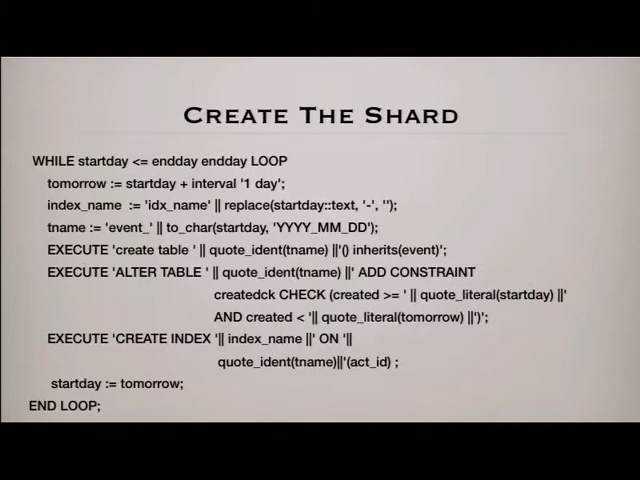 CREATE THE SHARD
WHILE startday <= endday endday LOOP
tomorrow := startday + interval '1 day';
index_name := 'idx_name' || replace(startday::text, '-', '');
tname := 'event_' || to_char(startday, 'YYYY_MM_DD');
EXECUTE 'create table ' || quote_ident(tname) ||'() inherits(event)';
EXECUTE 'ALTER TABLE ' || quote_ident(tname) ||' ADD CONSTRAINT
createdck CHECK (created >= ' || quote_literal(startday) ||'
AND created < '|| quote_literal(tomorrow) ||')';
EXECUTE 'CREATE INDEX '|| index_name ||' ON '||
quote_ident(tname)||'(act_id) ;
startday := tomorrow;
END LOOP;